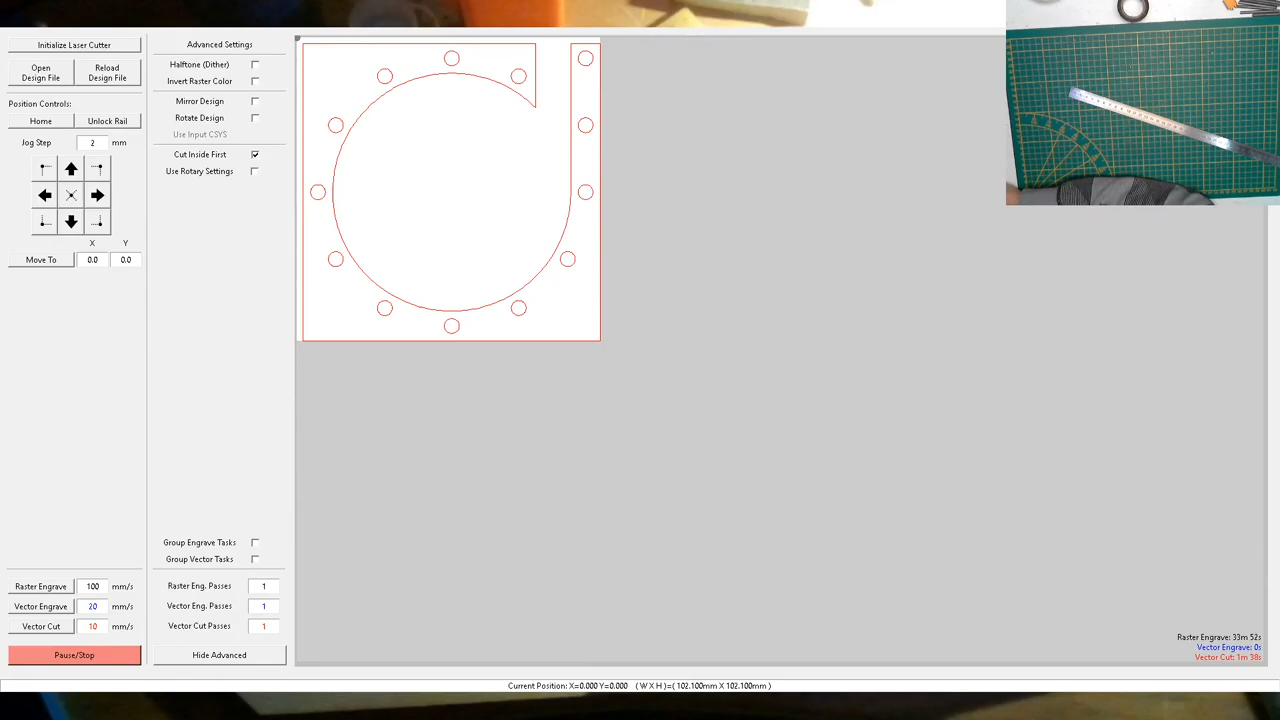 Initialize Laser Cutter
Open
Design File
Reload
Design File
Position Controls:
Home
Unlock Rail
Jog Step
2
mm
X
Y
Move To
0.0
0.0
Raster Engrave
100
mm/s
Vector Engrave
20
mm/s
Vector Cut
10
mm/s
Pause/Stop
Advanced Settings
Halftone (Dither)
Invert Raster Color
Mirror Design
Rotate Design
Use Input CSYS
Cut Inside First
Use Rotary Settings
Group Engrave Tasks
Group Vector Tasks
Raster Eng. Passes
1
Vector Eng. Passes
1
Vector Cut Passes
1
Hide Advanced
Raster Engrave: 33m 52s
Vector Engrave: 0s
Vector Cut: 1m 38s
Current Position: X=0.000 Y=0.000 ( W X H )=( 102.100mm X 102.100mm )